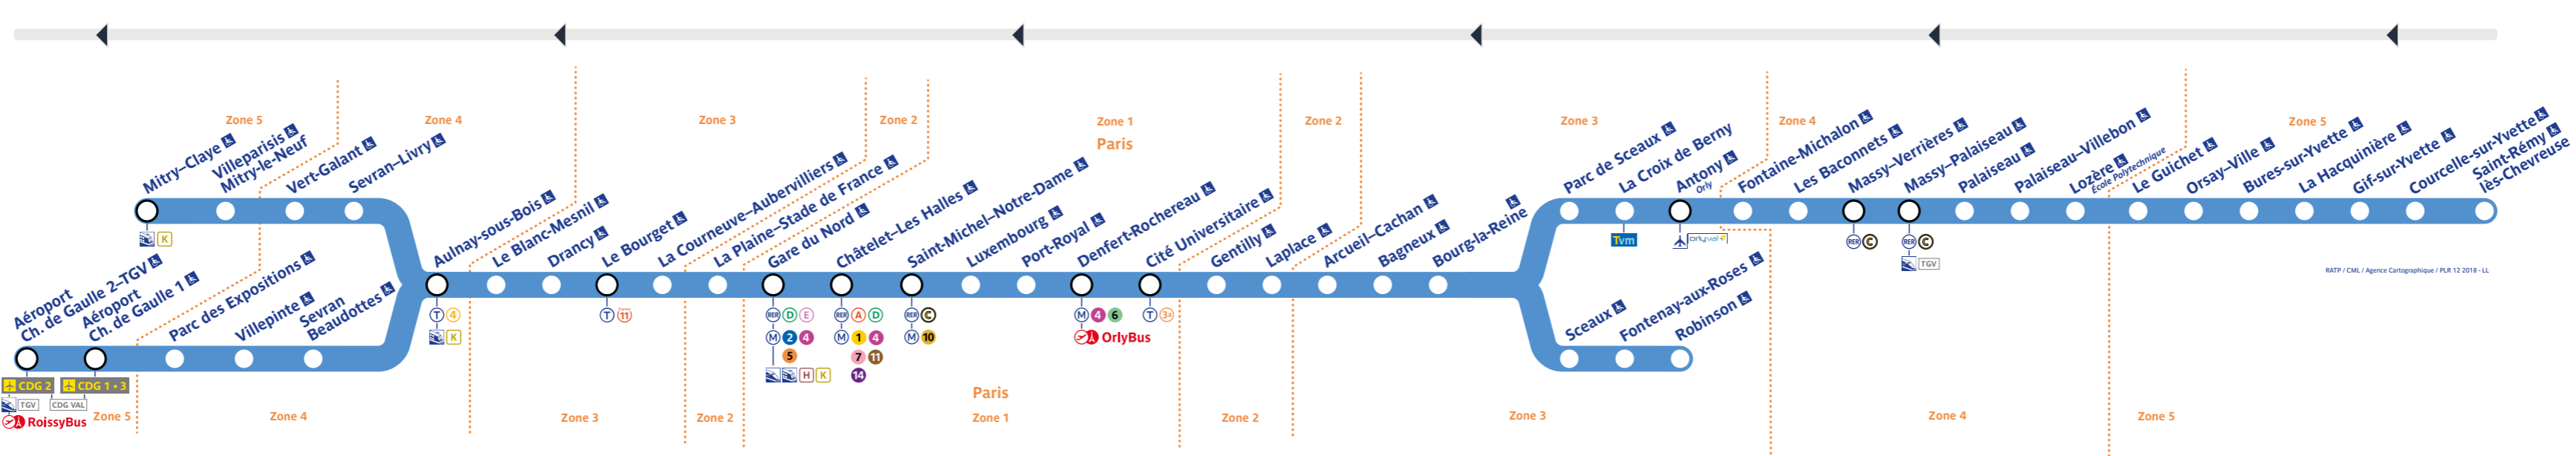 Zone 5
Zone 4
Zone 3
Zone 2
Zone 1
Paris
Zone 2
Zone 3
Zone 4
Zone 5
Mitry–Claye
Villeparisis
Mitry-le-Neuf
Vert-Galant
Sevran–Livry
Aéroport
Ch. de Gaulle 2–TGV
Aéroport
Ch. de Gaulle 1
Parc des Expositions
Villepinte
Sevran
Beaudottes
Aulnay-sous-Bois
Le Blanc-Mesnil
Drancy
Le Bourget
La Courneuve–Aubervilliers
La Plaine–Stade de France
Gare du Nord
Châtelet–Les Halles
Saint-Michel–Notre-Dame
Luxembourg
Port-Royal
Denfert-Rochereau
Cité Universitaire
Gentilly
Laplace
Arcueil–Cachan
Bagneux
Bourg-la-Reine
Parc de Sceaux
La Croix de Berny
Antony
Orly
Fontaine-Michalon
Les Baconnets
Massy–Verrières
Massy–Palaiseau
Palaiseau
Palaiseau–Villebon
Lozère
École Polytechnique
Le Guichet
Orsay–Ville
Bures-sur-Yvette
La Hacquinière
Gif-sur-Yvette
Courcelle-sur-Yvette
Saint-Rémy
lès-Chevreuse
Sceaux
Fontenay-aux-Roses
Robinson
K
CDG 2
CDG 1 • 3
TGV
CDG VAL
RoissyBus
T 4
K
T 11
RER D E
M 2 4
5
H K
RER A D
M 1 4
7 11
14
RER C
M 10
M 4 6
OrlyBus
T 3a
Tvm
orlyval
RER C
RER C
TGV
RATP / CML / Agence Cartographique / PLR 12 2018 - LL
Zone 5
Zone 4
Zone 3
Zone 2
Paris
Zone 1
Zone 2
Zone 3
Zone 4
Zone 5